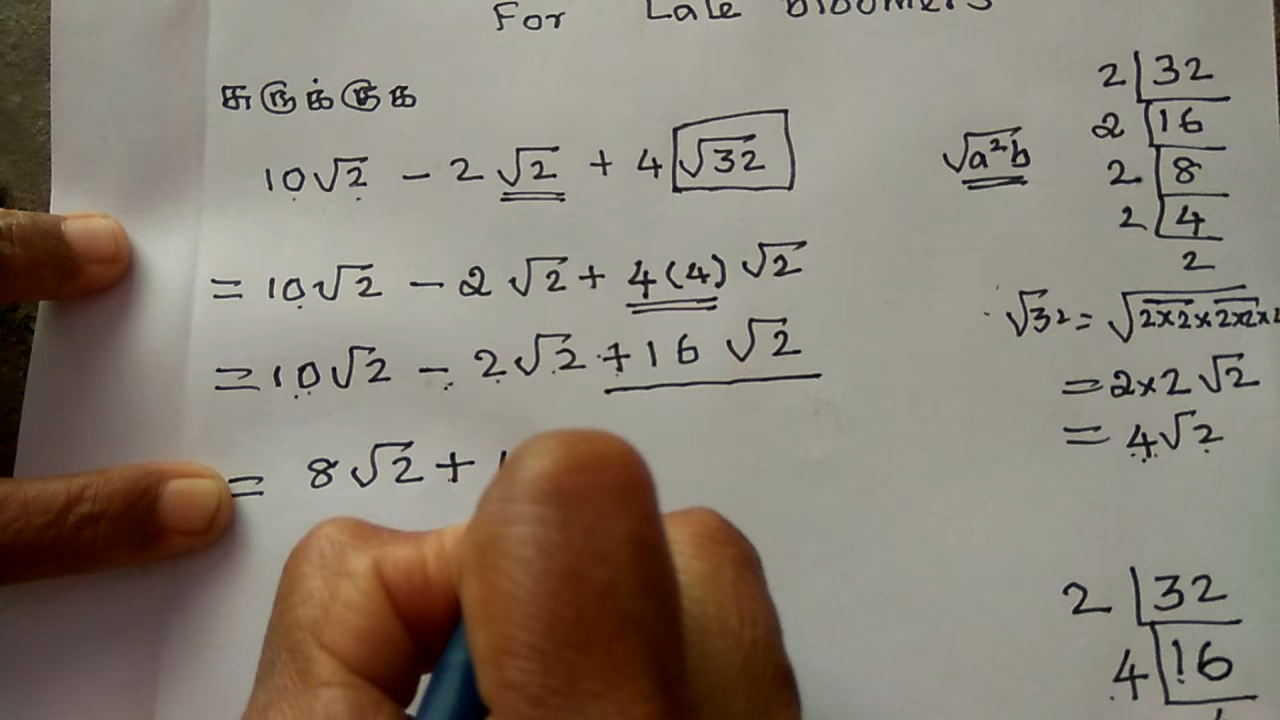 For Late Bloomers
சுருக்குக
10√2 − 2√2 + 4√32
= 10√2 − 2√2 + 4(4)√2
= 10√2 − 2√2 + 16√2
= 8√2 +
√a²b
2 | 32
2 | 16
2 | 8
2 | 4
2
√32 = √2×2×2×2×
= 2×2√2
= 4√2
2 | 32
4 | 16